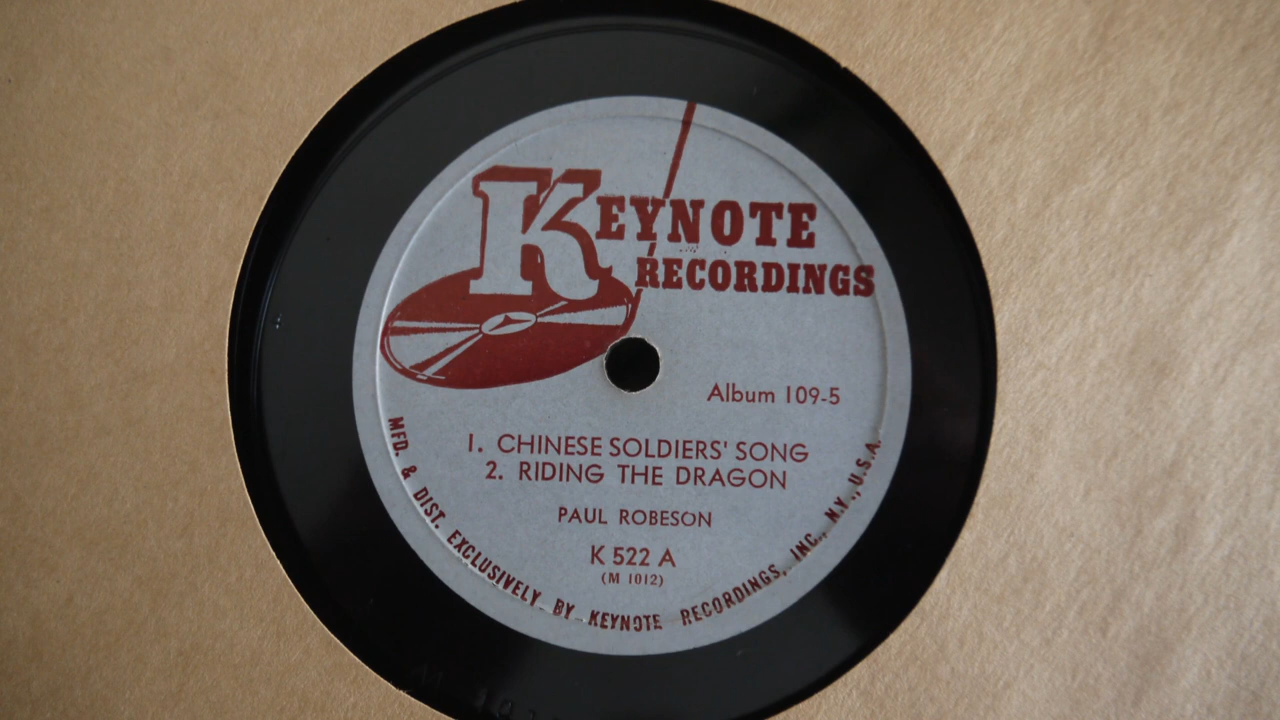 KEYNOTE
RECORDINGS
Album 109-5
1. CHINESE SOLDIERS' SONG
2. RIDING THE DRAGON
PAUL ROBESON
K 522 A
(M 1012)
MFD. & DIST. EXCLUSIVELY BY KEYNOTE RECORDINGS, INC., N.Y., U.S.A.